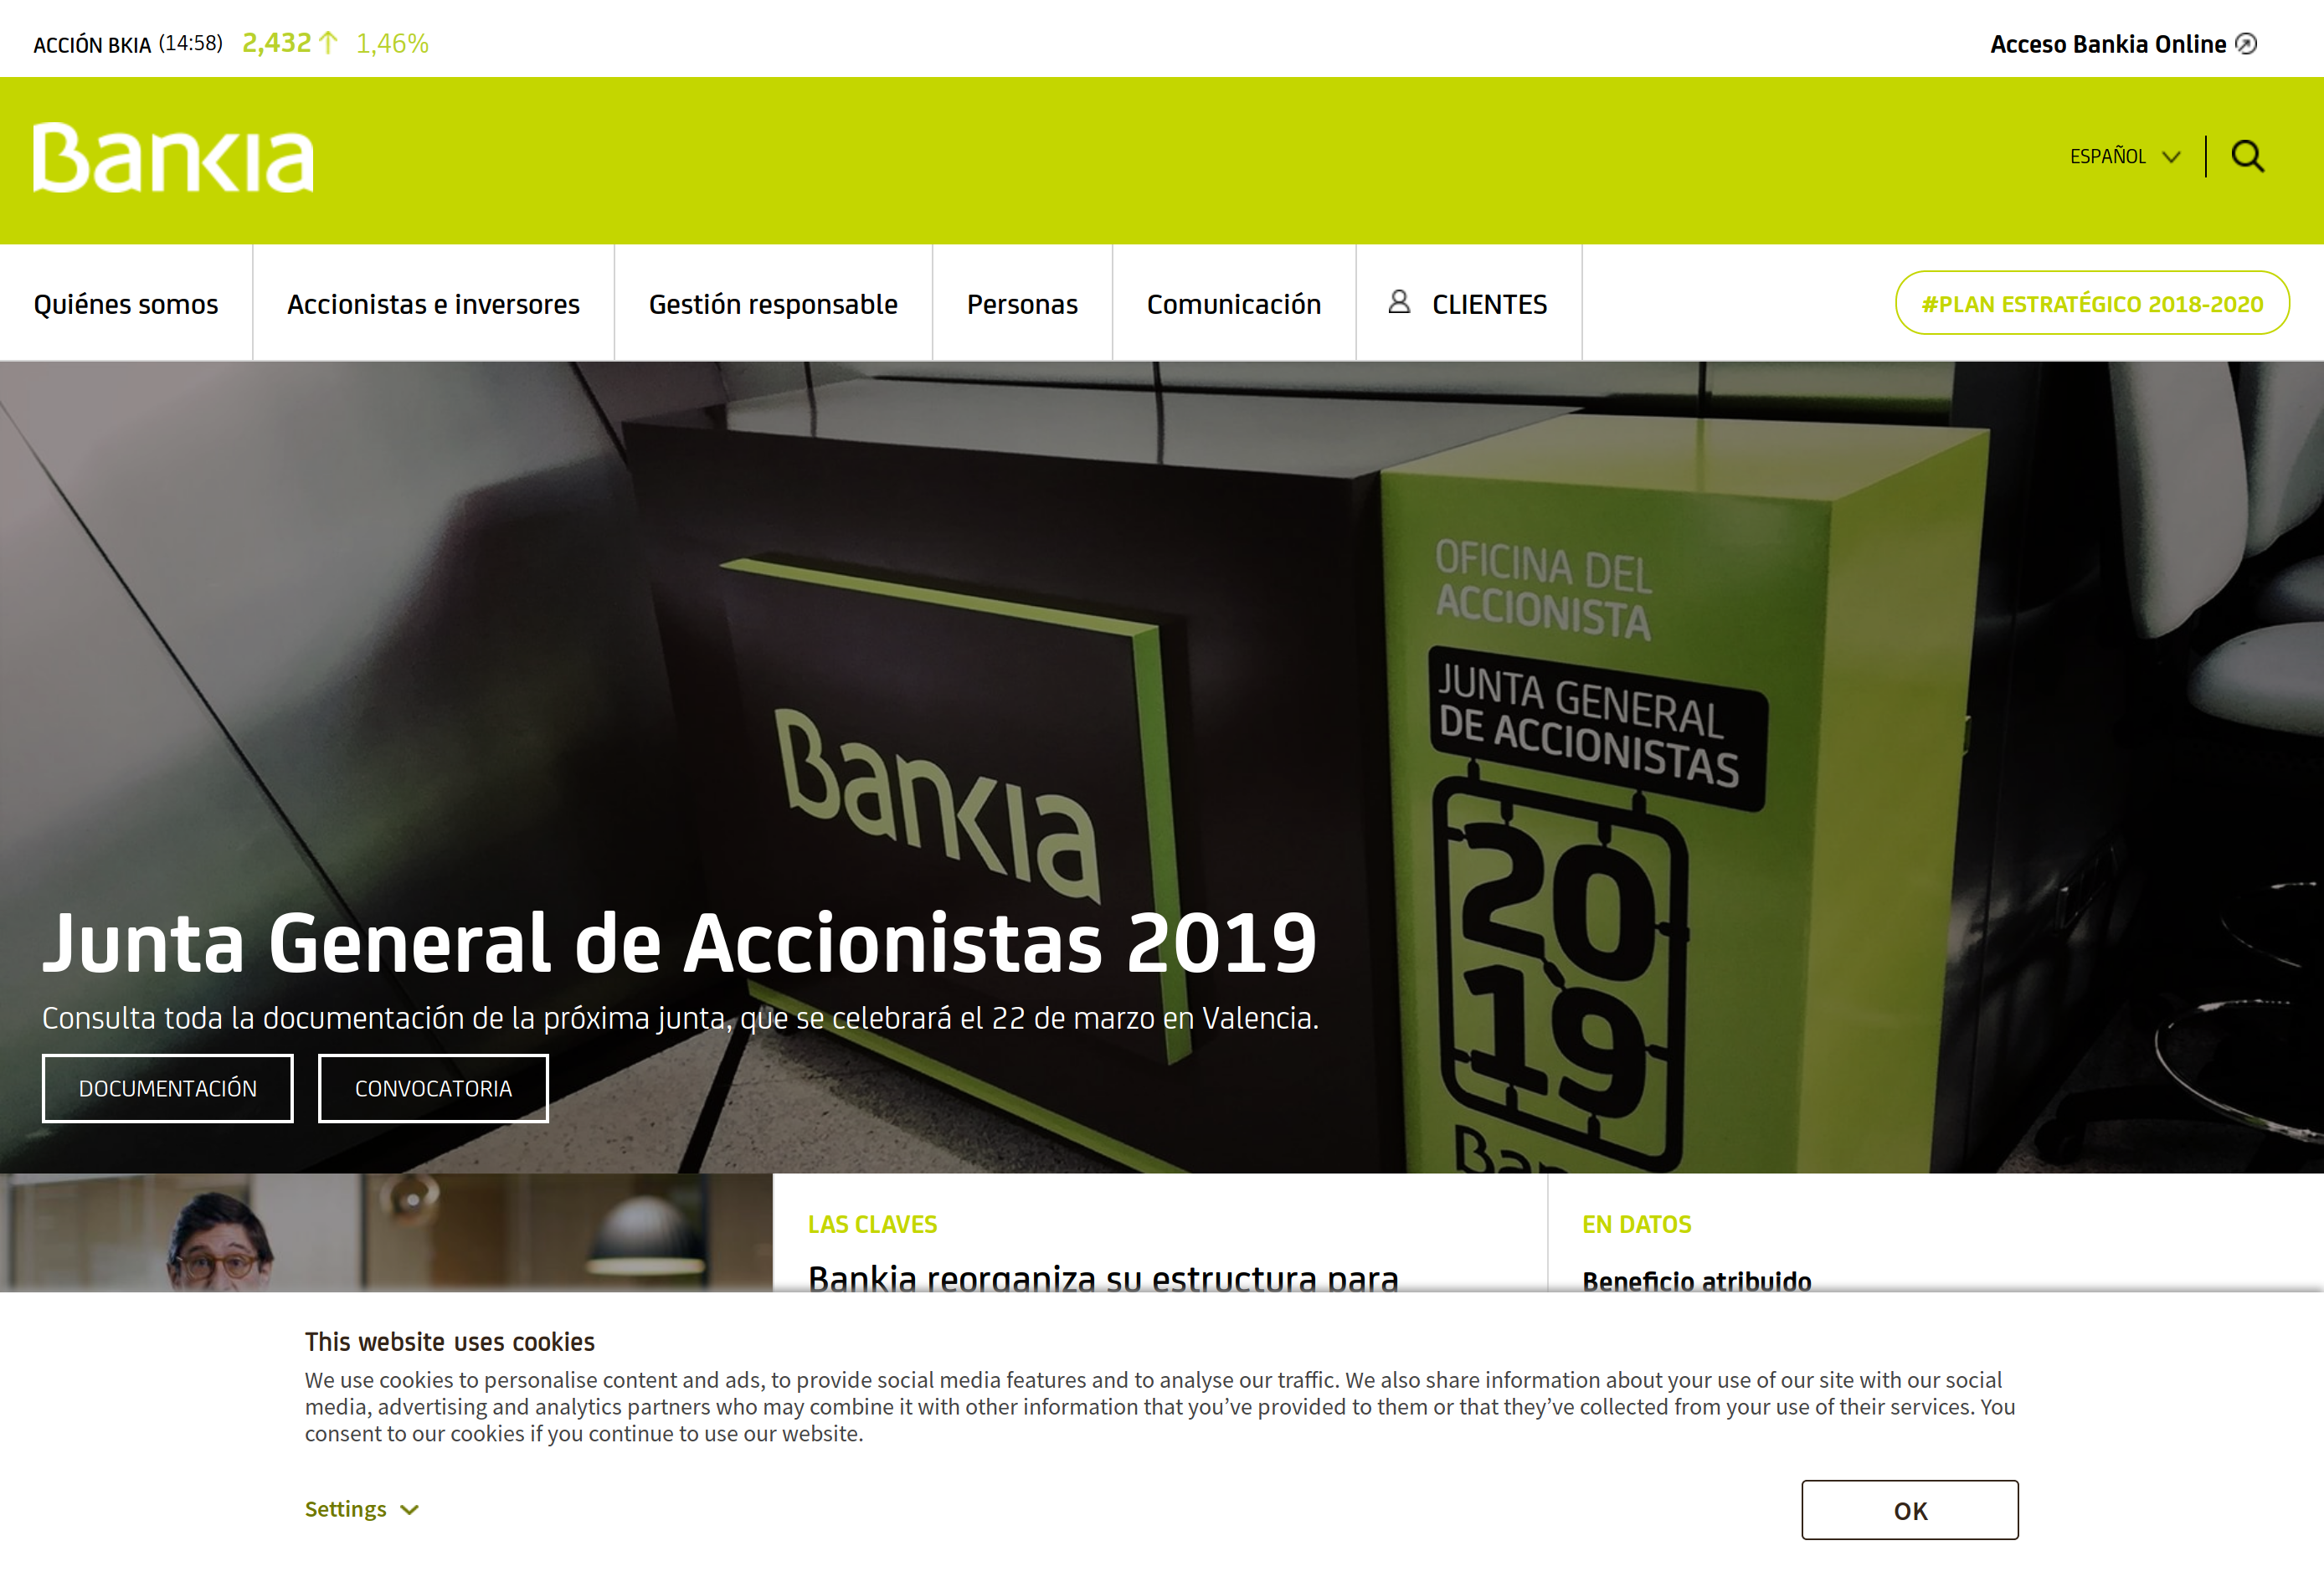 ACCIÓN BKIA (14:58) 2,432 1,46%
Acceso Bankia Online
Bankia
ESPAÑOL
Quiénes somos
Accionistas e inversores
Gestión responsable
Personas
Comunicación
CLIENTES
#PLAN ESTRATÉGICO 2018-2020
OFICINA DEL
ACCIONISTA
JUNTA GENERAL
DE ACCIONISTAS
Bankia
20
19
Junta General de Accionistas 2019
Consulta toda la documentación de la próxima junta, que se celebrará el 22 de marzo en Valencia.
DOCUMENTACIÓN
CONVOCATORIA
LAS CLAVES
Bankia reorganiza su estructura para
EN DATOS
Beneficio atribuido
This website uses cookies
We use cookies to personalise content and ads, to provide social media features and to analyse our traffic. We also share information about your use of our site with our social
media, advertising and analytics partners who may combine it with other information that you’ve provided to them or that they’ve collected from your use of their services. You
consent to our cookies if you continue to use our website.
Settings
OK